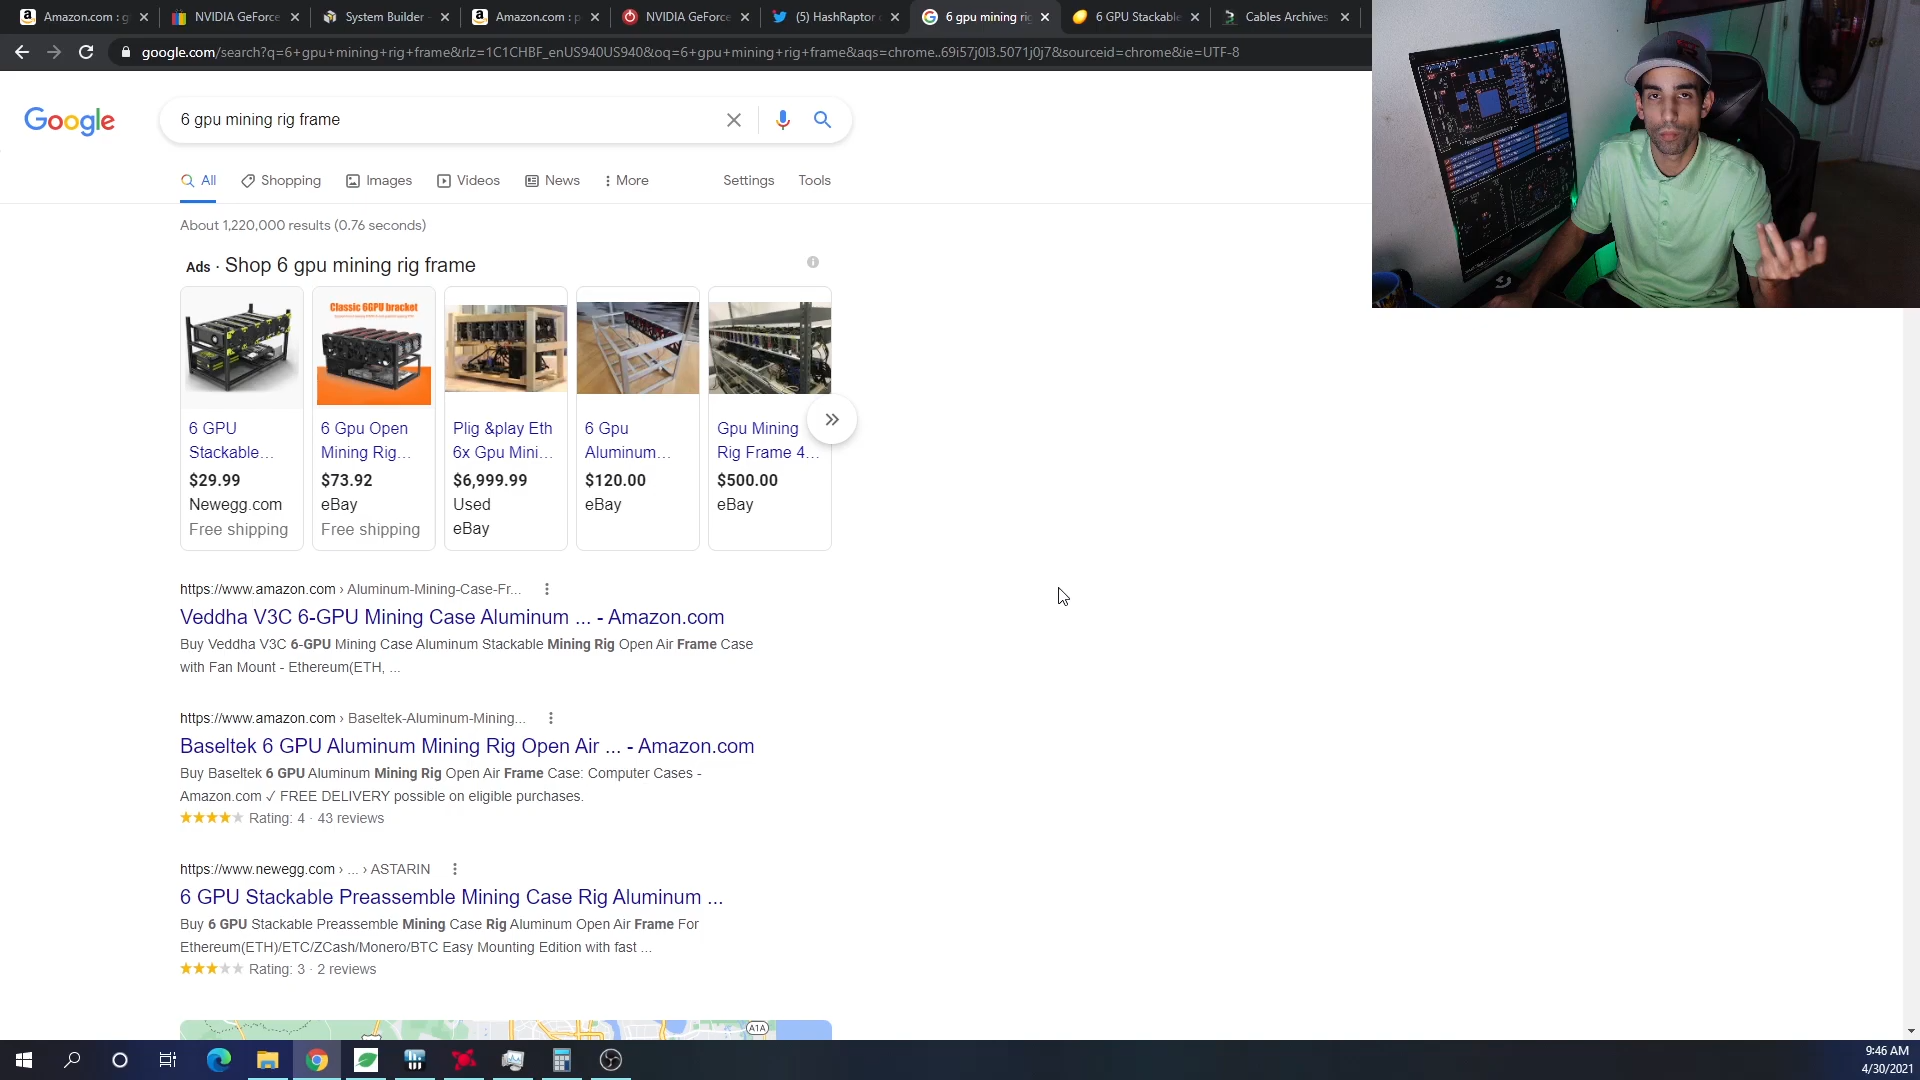 Amazon.com : g
NVIDIA GeForce
System Builder
Amazon.com : p
NVIDIA GeForce
(5) HashRaptor
6 gpu mining rig
6 GPU Stackable
Cables Archives
google.com/search?q=6+gpu+mining+rig+frame&rlz=1C1CHBF_enUS940US940&oq=6+gpu+mining+rig+frame&aqs=chrome..69i57j0l3.5071j0j7&sourceid=chrome&ie=UTF-8
Google
6 gpu mining rig frame
All Shopping Images Videos News More Settings Tools
About 1,220,000 results (0.76 seconds)
Ads · Shop 6 gpu mining rig frame
6 GPU
Stackable...
$29.99
Newegg.com
Free shipping
Classic 6GPU bracket
6 Gpu Open
Mining Rig...
$73.92
eBay
Free shipping
Plig &play Eth
6x Gpu Mini...
$6,999.99
Used
eBay
6 Gpu
Aluminum...
$120.00
eBay
Gpu Mining
Rig Frame 4...
$500.00
eBay
https://www.amazon.com › Aluminum-Mining-Case-Fr...
Veddha V3C 6-GPU Mining Case Aluminum ... - Amazon.com
Buy Veddha V3C 6-GPU Mining Case Aluminum Stackable Mining Rig Open Air Frame Case
with Fan Mount - Ethereum(ETH, ...
https://www.amazon.com › Baseltek-Aluminum-Mining...
Baseltek 6 GPU Aluminum Mining Rig Open Air ... - Amazon.com
Buy Baseltek 6 GPU Aluminum Mining Rig Open Air Frame Case: Computer Cases -
Amazon.com ✓ FREE DELIVERY possible on eligible purchases.
Rating: 4 · 43 reviews
https://www.newegg.com › ... › ASTARIN
6 GPU Stackable Preassemble Mining Case Rig Aluminum ...
Buy 6 GPU Stackable Preassemble Mining Case Rig Aluminum Open Air Frame For
Ethereum(ETH)/ETC/ZCash/Monero/BTC Easy Mounting Edition with fast ...
Rating: 3 · 2 reviews
A1A
9:46 AM
4/30/2021